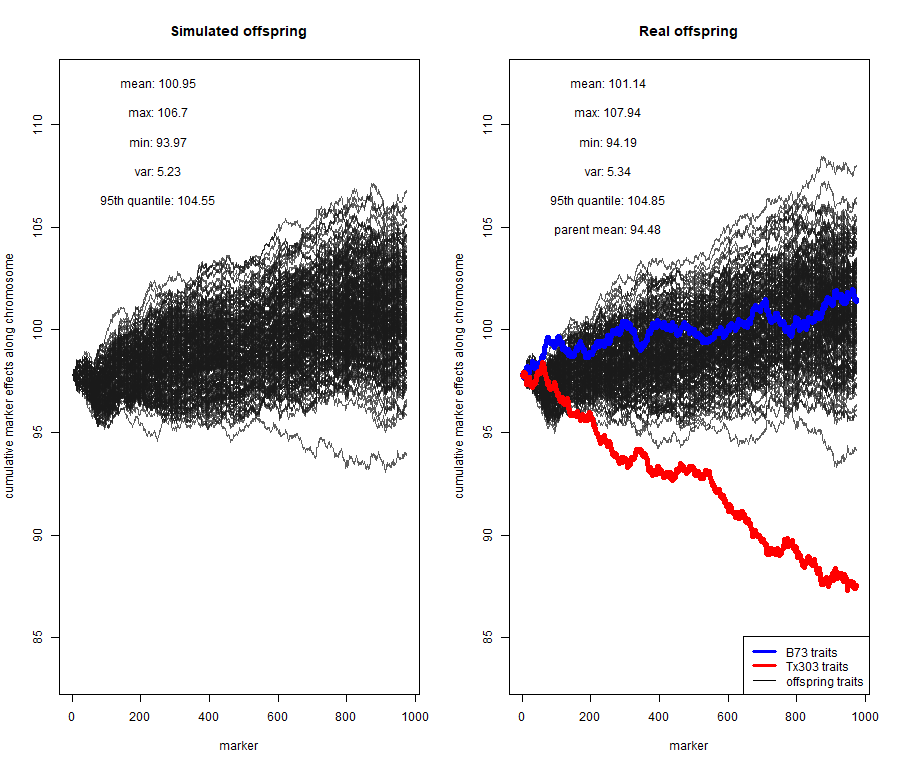 Simulated offspring
mean: 100.95
max: 106.7
min: 93.97
var: 5.23
95th quantile: 104.55
cumulative marker effects along chromosome
110
105
100
95
90
85
0 200 400 600 800 1000
marker
Real offspring
mean: 101.14
max: 107.94
min: 94.19
var: 5.34
95th quantile: 104.85
parent mean: 94.48
cumulative marker effects along chromosome
110
105
100
95
90
85
B73 traits
Tx303 traits
offspring traits
0 200 400 600 800 1000
marker